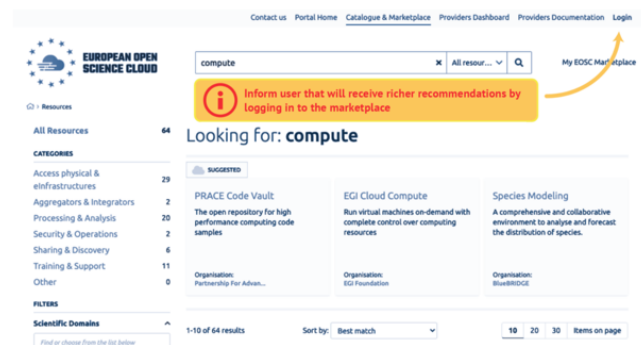 Contact us Portal Home Catalogue & Marketplace Providers Dashboard Providers Documentation Login
EUROPEAN OPEN
SCIENCE CLOUD
compute
All resour...
My EOSC Marketplace
Inform user that will receive richer recommendations by
logging in to the marketplace
Resources
All Resources 64
Looking for: compute
CATEGORIES
SUGGESTED
Access physical &
eInfrastructures 29
Aggregators & Integrators 2
Processing & Analysis 20
Security & Operations 2
Sharing & Discovery 6
Training & Support 11
Other 0
PRACE Code Vault
The open repository for high
performance computing code
samples
Organisation:
Partnership For Advan...
EGI Cloud Compute
Run virtual machines on-demand with
complete control over computing
resources
Organisation:
EGI Foundation
Species Modeling
A comprehensive and collaborative
environment to analyse and forecast
the distribution of species.
Organisation:
BlueBRIDGE
FILTERS
Scientific Domains
Find or choose from the list below
1-10 of 64 results Sort by: Best match 10 20 30 Items on page